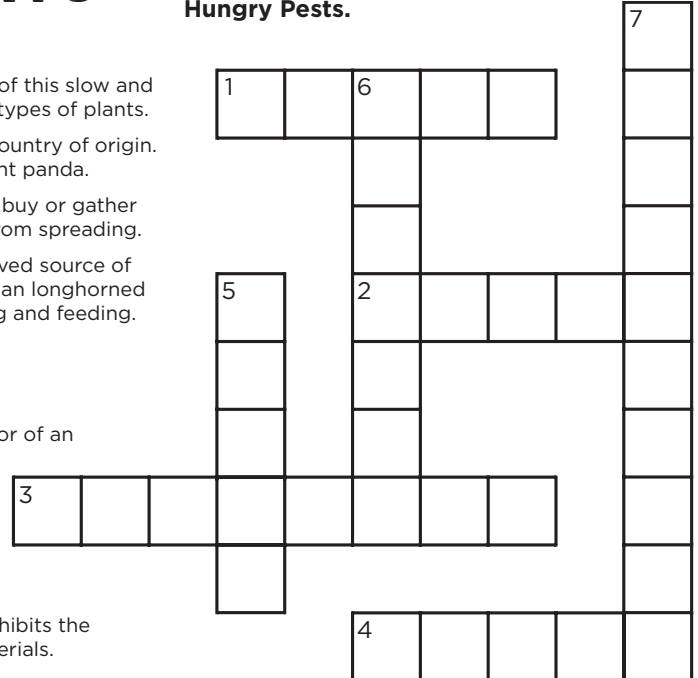 Hungry Pests.
of this slow and
types of plants.
ountry of origin.
nt panda.
buy or gather
om spreading.
ved source of
an longhorned
g and feeding.
or of an
hibits the
erials.
7
1 6
5 2
3
4